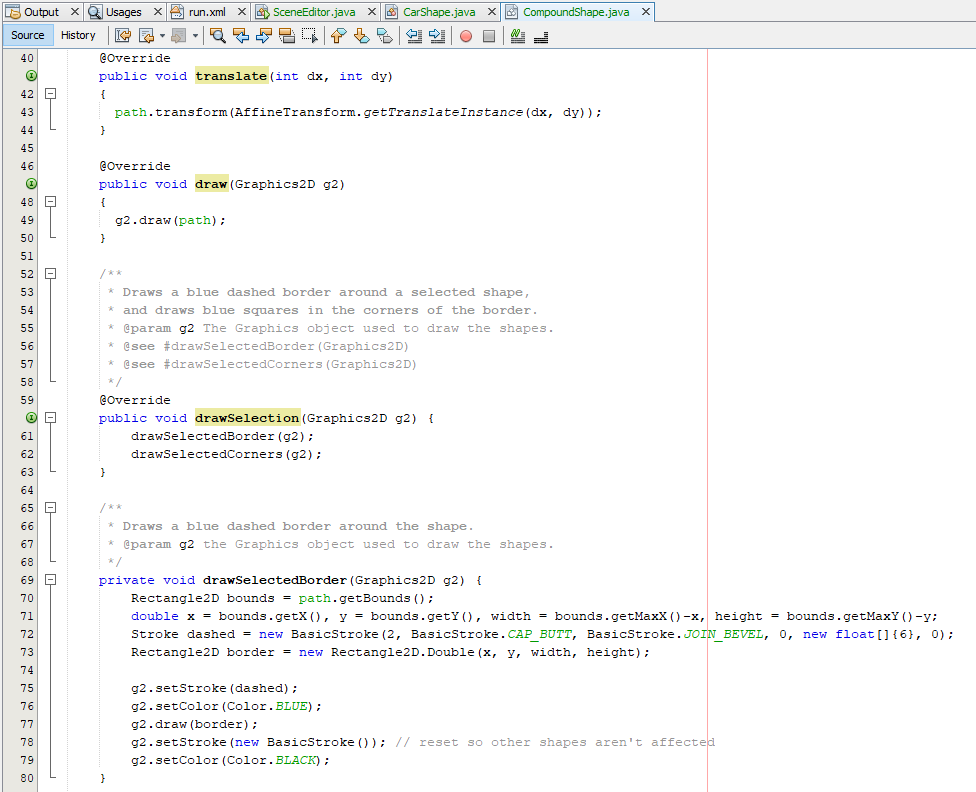 Output Usages run.xml SceneEditor.java CarShape.java CompoundShape.java
Source History
40 @Override
public void translate(int dx, int dy)
42 {
43 path.transform(AffineTransform.getTranslateInstance(dx, dy));
44 }
45
46 @Override
public void draw(Graphics2D g2)
48 {
49 g2.draw(path);
50 }
51
52 /**
53 * Draws a blue dashed border around a selected shape,
54 * and draws blue squares in the corners of the border.
55 * @param g2 The Graphics object used to draw the shapes.
56 * @see #drawSelectedBorder(Graphics2D)
57 * @see #drawSelectedCorners(Graphics2D)
58 */
59 @Override
public void drawSelection(Graphics2D g2) {
61 drawSelectedBorder(g2);
62 drawSelectedCorners(g2);
63 }
64
65 /**
66 * Draws a blue dashed border around the shape.
67 * @param g2 the Graphics object used to draw the shapes.
68 */
69 private void drawSelectedBorder(Graphics2D g2) {
70 Rectangle2D bounds = path.getBounds();
71 double x = bounds.getX(), y = bounds.getY(), width = bounds.getMaxX()-x, height = bounds.getMaxY()-y;
72 Stroke dashed = new BasicStroke(2, BasicStroke.CAP_BUTT, BasicStroke.JOIN_BEVEL, 0, new float[]{6}, 0);
73 Rectangle2D border = new Rectangle2D.Double(x, y, width, height);
74
75 g2.setStroke(dashed);
76 g2.setColor(Color.BLUE);
77 g2.draw(border);
78 g2.setStroke(new BasicStroke()); // reset so other shapes aren't affected
79 g2.setColor(Color.BLACK);
80 }